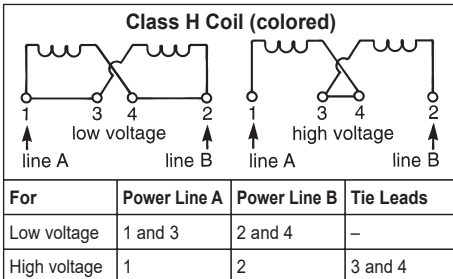 Class H Coil (colored)
1 3 4 2 1 3 4 2
low voltage high voltage
line A line B line A line B
For Power Line A Power Line B Tie Leads
Low voltage 1 and 3 2 and 4 –
High voltage 1 2 3 and 4